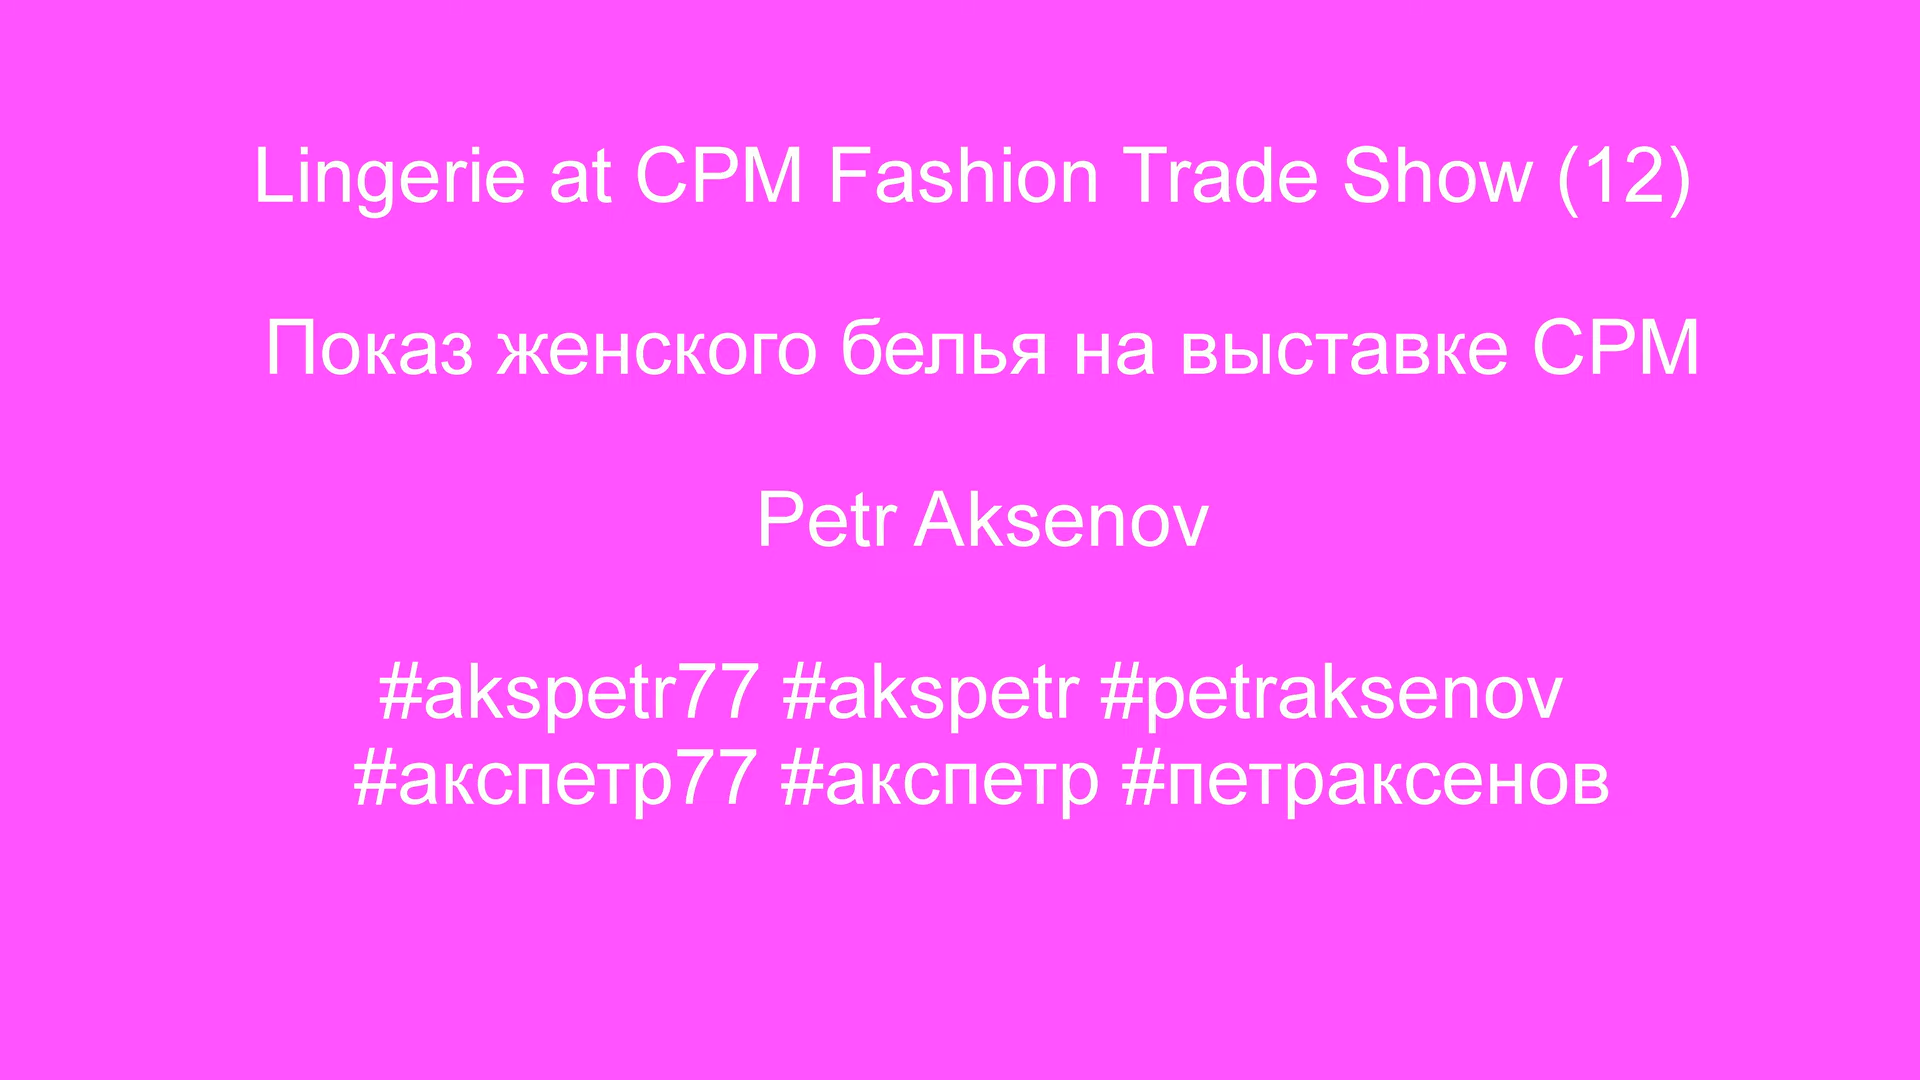 Lingerie at CPM Fashion Trade Show (12)
Показ женского белья на выставке CPM
Petr Aksenov
#akspetr77 #akspetr #petraksenov
#акспетр77 #акспетр #петраксенов